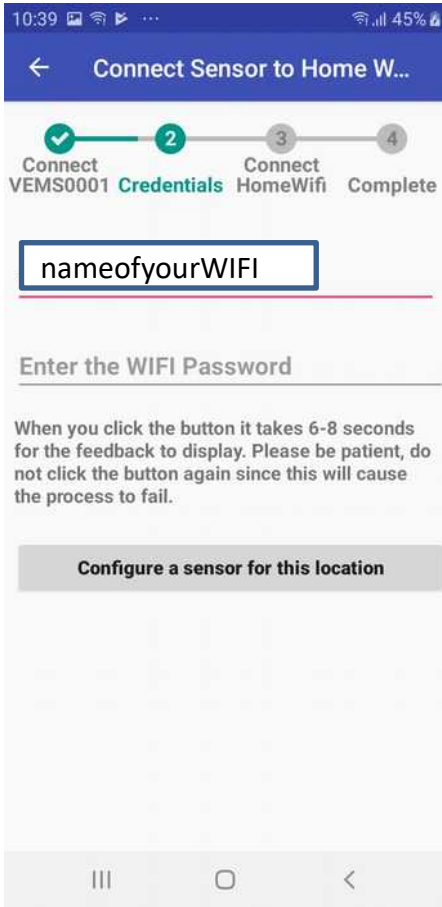 10:39 45%
Connect Sensor to Home W...
2 3 4
Connect Connect
VEMS0001 Credentials HomeWifi Complete
nameofyourWIFI
Enter the WIFI Password
When you click the button it takes 6-8 seconds
for the feedback to display. Please be patient, do
not click the button again since this will cause
the process to fail.
Configure a sensor for this location